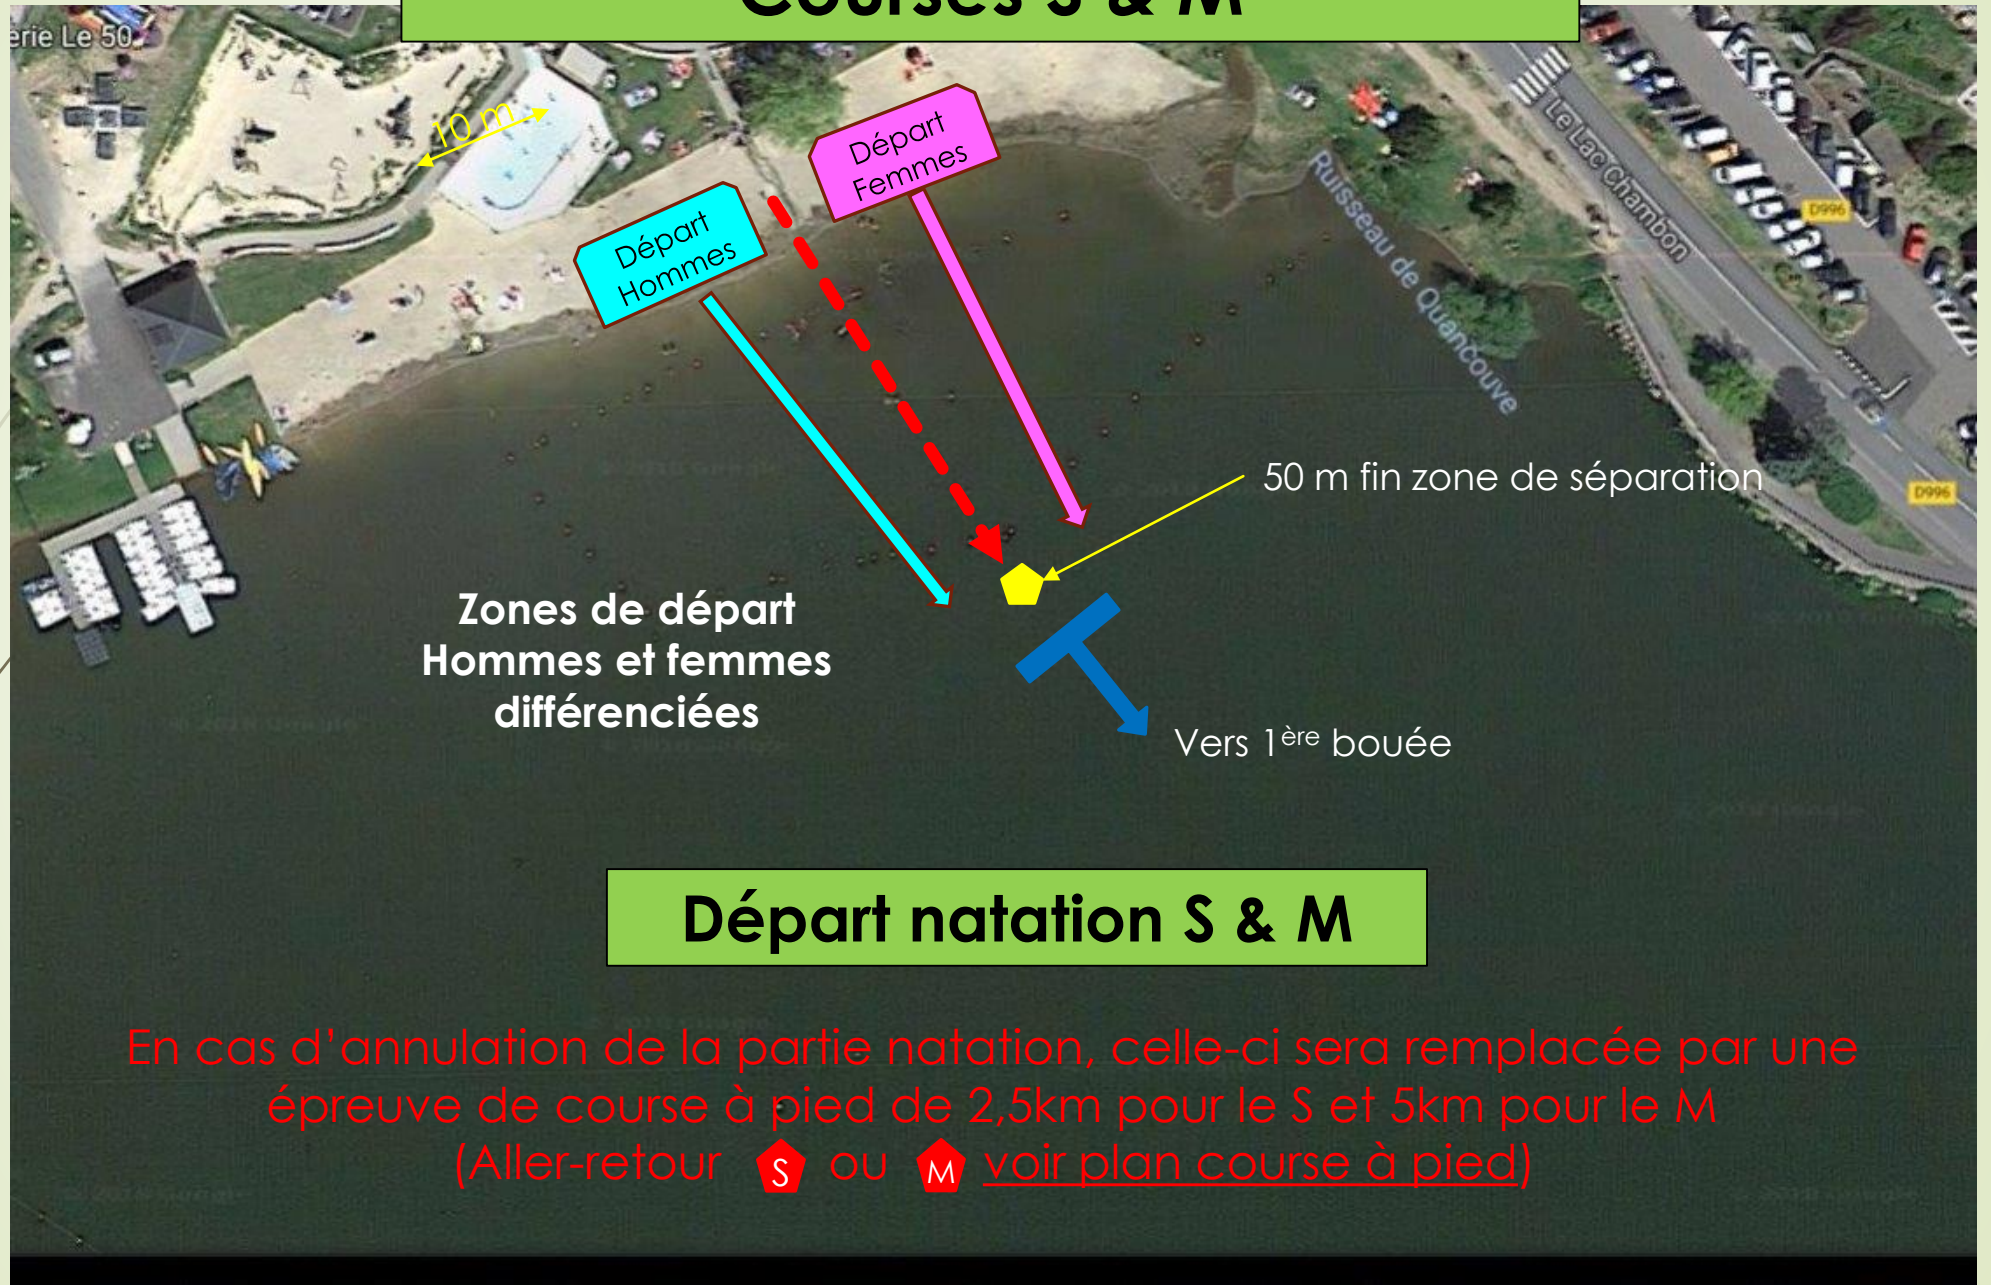 Courses S & M
erie Le 50
10 m
Départ
Femmes
Départ
Hommes
Le Lac Chambon
D996
Ruisseau de Quancouve
50 m fin zone de séparation
D996
Zones de départ
Hommes et femmes
différenciées
Vers 1ère bouée
Départ natation S & M
En cas d’annulation de la partie natation, celle-ci sera remplacée par une
épreuve de course à pied de 2,5km pour le S et 5km pour le M
(Aller-retour S ou M voir plan course à pied)